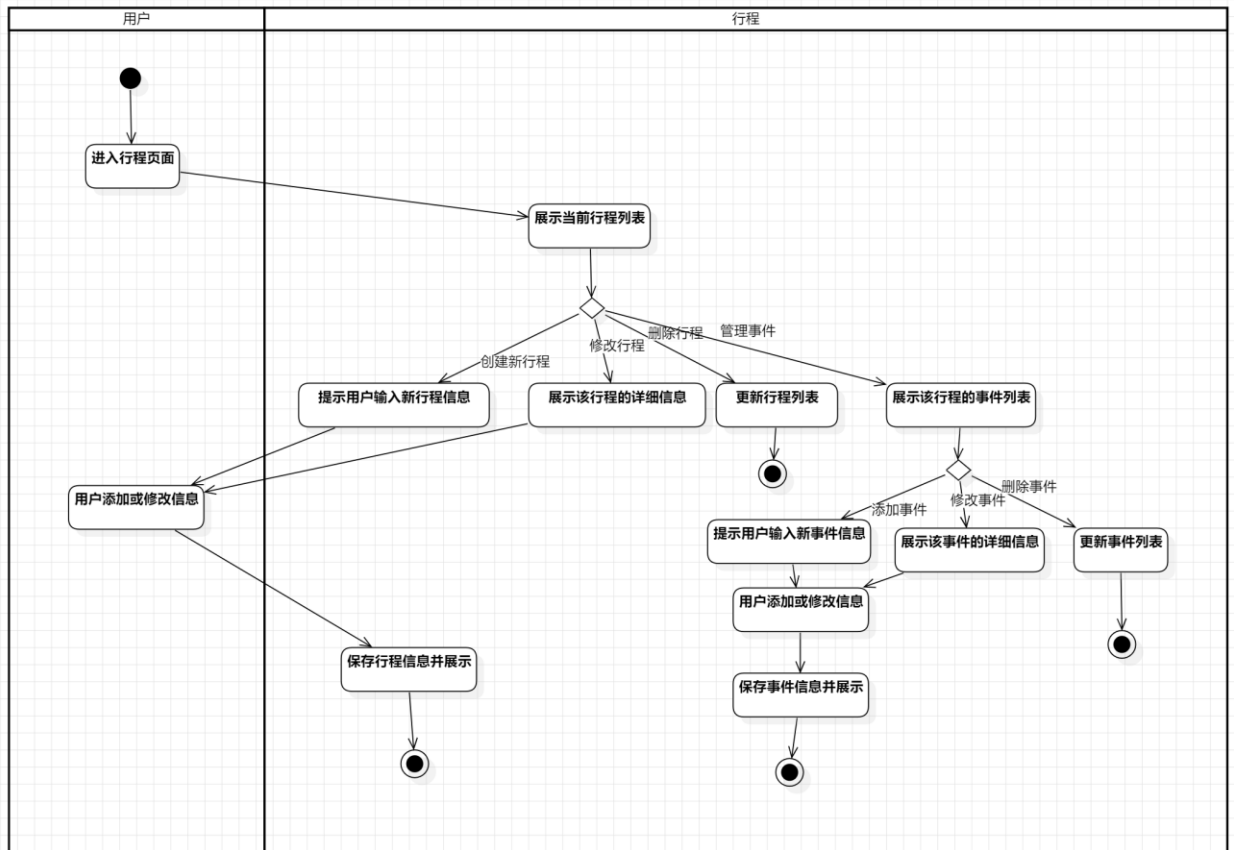 用户
行程
进入行程页面
展示当前行程列表
删除行程
管理事件
修改行程
创建新行程
提示用户输入新行程信息
展示该行程的详细信息
更新行程列表
展示该行程的事件列表
删除事件
用户添加或修改信息
修改事件
添加事件
提示用户输入新事件信息
展示该事件的详细信息
更新事件列表
用户添加或修改信息
保存行程信息并展示
保存事件信息并展示